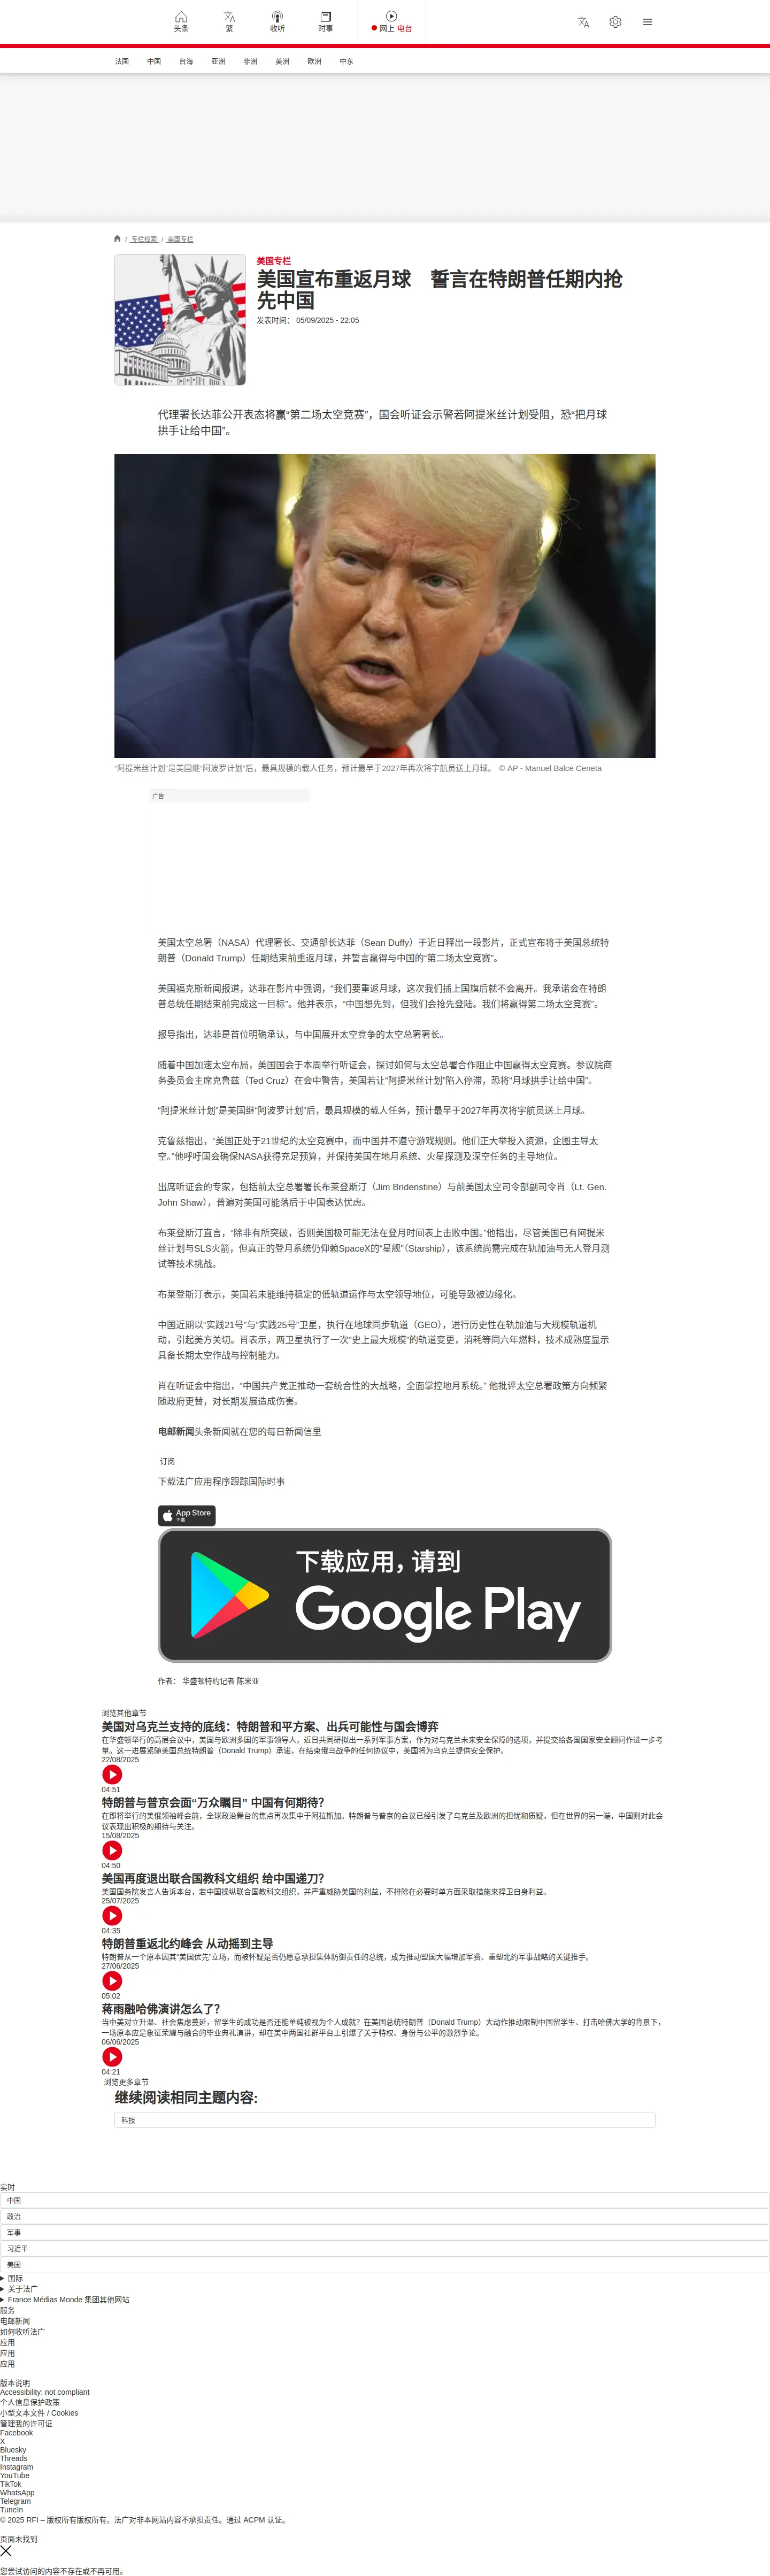 头条
繁
收听
时事
网上 电台
法国
中国
台海
亚洲
非洲
美洲
欧洲
中东
/ 专栏检索 / 美国专栏
美国专栏
美国宣布重返月球　誓言在特朗普任期内抢
先中国
发表时间： 05/09/2025 - 22:05
代理署长达菲公开表态将赢“第二场太空竞赛”，国会听证会示警若阿提米丝计划受阻，恐“把月球
拱手让给中国”。
“阿提米丝计划”是美国继“阿波罗计划”后，最具规模的载人任务，预计最早于2027年再次将宇航员送上月球。 © AP - Manuel Balce Ceneta
广告
美国太空总署（NASA）代理署长、交通部长达菲（Sean Duffy）于近日释出一段影片，正式宣布将于美国总统特
朗普（Donald Trump）任期结束前重返月球，并誓言赢得与中国的“第二场太空竞赛”。
美国福克斯新闻报道，达菲在影片中强调，“我们要重返月球，这次我们插上国旗后就不会离开。我承诺会在特朗
普总统任期结束前完成这一目标”。他并表示，“中国想先到，但我们会抢先登陆。我们将赢得第二场太空竞赛”。
报导指出，达菲是首位明确承认，与中国展开太空竞争的太空总署署长。
随着中国加速太空布局，美国国会于本周举行听证会，探讨如何与太空总署合作阻止中国赢得太空竞赛。参议院商
务委员会主席克鲁兹（Ted Cruz）在会中警告，美国若让“阿提米丝计划”陷入停滞，恐将“月球拱手让给中国”。
“阿提米丝计划”是美国继“阿波罗计划”后，最具规模的载人任务，预计最早于2027年再次将宇航员送上月球。
克鲁兹指出，“美国正处于21世纪的太空竞赛中，而中国并不遵守游戏规则。他们正大举投入资源，企图主导太
空。”他呼吁国会确保NASA获得充足预算，并保持美国在地月系统、火星探测及深空任务的主导地位。
出席听证会的专家，包括前太空总署署长布莱登斯汀（Jim Bridenstine）与前美国太空司令部副司令肖（Lt. Gen.
John Shaw），普遍对美国可能落后于中国表达忧虑。
布莱登斯汀直言，“除非有所突破，否则美国极可能无法在登月时间表上击败中国。”他指出，尽管美国已有阿提米
丝计划与SLS火箭，但真正的登月系统仍仰赖SpaceX的“星舰”（Starship），该系统尚需完成在轨加油与无人登月测
试等技术挑战。
布莱登斯汀表示，美国若未能维持稳定的低轨道运作与太空领导地位，可能导致被边缘化。
中国近期以“实践21号”与“实践25号”卫星，执行在地球同步轨道（GEO），进行历史性在轨加油与大规模轨道机
动，引起美方关切。肖表示，两卫星执行了一次“史上最大规模”的轨道变更，消耗等同六年燃料，技术成熟度显示
具备长期太空作战与控制能力。
肖在听证会中指出，“中国共产党正推动一套统合性的大战略，全面掌控地月系统。” 他批评太空总署政策方向频繁
随政府更替，对长期发展造成伤害。
电邮新闻头条新闻就在您的每日新闻信里
订阅
下载法广应用程序跟踪国际时事
App Store
下载
下载应用，请到
Google Play
作者： 华盛顿特约记者 陈米亚
浏览其他章节
美国对乌克兰支持的底线：特朗普和平方案、出兵可能性与国会博弈
在华盛顿举行的高层会议中，美国与欧洲多国的军事领导人，近日共同研拟出一系列军事方案，作为对乌克兰未来安全保障的选项，并提交给各国国家安全顾问作进一步考
量。这一进展紧随美国总统特朗普（Donald Trump）承诺，在结束俄乌战争的任何协议中，美国将为乌克兰提供安全保护。
22/08/2025
04:51
特朗普与普京会面“万众瞩目” 中国有何期待？
在即将举行的美俄领袖峰会前，全球政治舞台的焦点再次集中于阿拉斯加。特朗普与普京的会议已经引发了乌克兰及欧洲的担忧和质疑，但在世界的另一端，中国则对此会
议表现出积极的期待与关注。
15/08/2025
04:50
美国再度退出联合国教科文组织 给中国递刀？
美国国务院发言人告诉本台，若中国操纵联合国教科文组织，并严重威胁美国的利益，不排除在必要时单方面采取措施来捍卫自身利益。
25/07/2025
04:35
特朗普重返北约峰会 从动摇到主导
特朗普从一个原本因其“美国优先”立场，而被怀疑是否仍愿意承担集体防御责任的总统，成为推动盟国大幅增加军费、重塑北约军事战略的关键推手。
27/06/2025
05:02
蒋雨融哈佛演讲怎么了？
当中美对立升温、社会焦虑蔓延，留学生的成功是否还能单纯被视为个人成就？在美国总统特朗普（Donald Trump）大动作推动限制中国留学生、打击哈佛大学的背景下，
一场原本应是象征荣耀与融合的毕业典礼演讲，却在美中两国社群平台上引爆了关于特权、身份与公平的激烈争论。
06/06/2025
04:21
浏览更多章节
继续阅读相同主题内容:
科技
实时
中国
政治
军事
习近平
美国
国际
关于法广
France Médias Monde 集团其他网站
服务
电邮新闻
如何收听法广
应用
应用
应用
版本说明
Accessibility: not compliant
个人信息保护政策
小型文本文件 / Cookies
管理我的许可证
Facebook
X
Bluesky
Threads
Instagram
YouTube
TikTok
WhatsApp
Telegram
TuneIn
© 2025 RFI – 版权所有版权所有。法广对非本网站内容不承担责任。通过 ACPM 认证。
页面未找到
您尝试访问的内容不存在或不再可用。